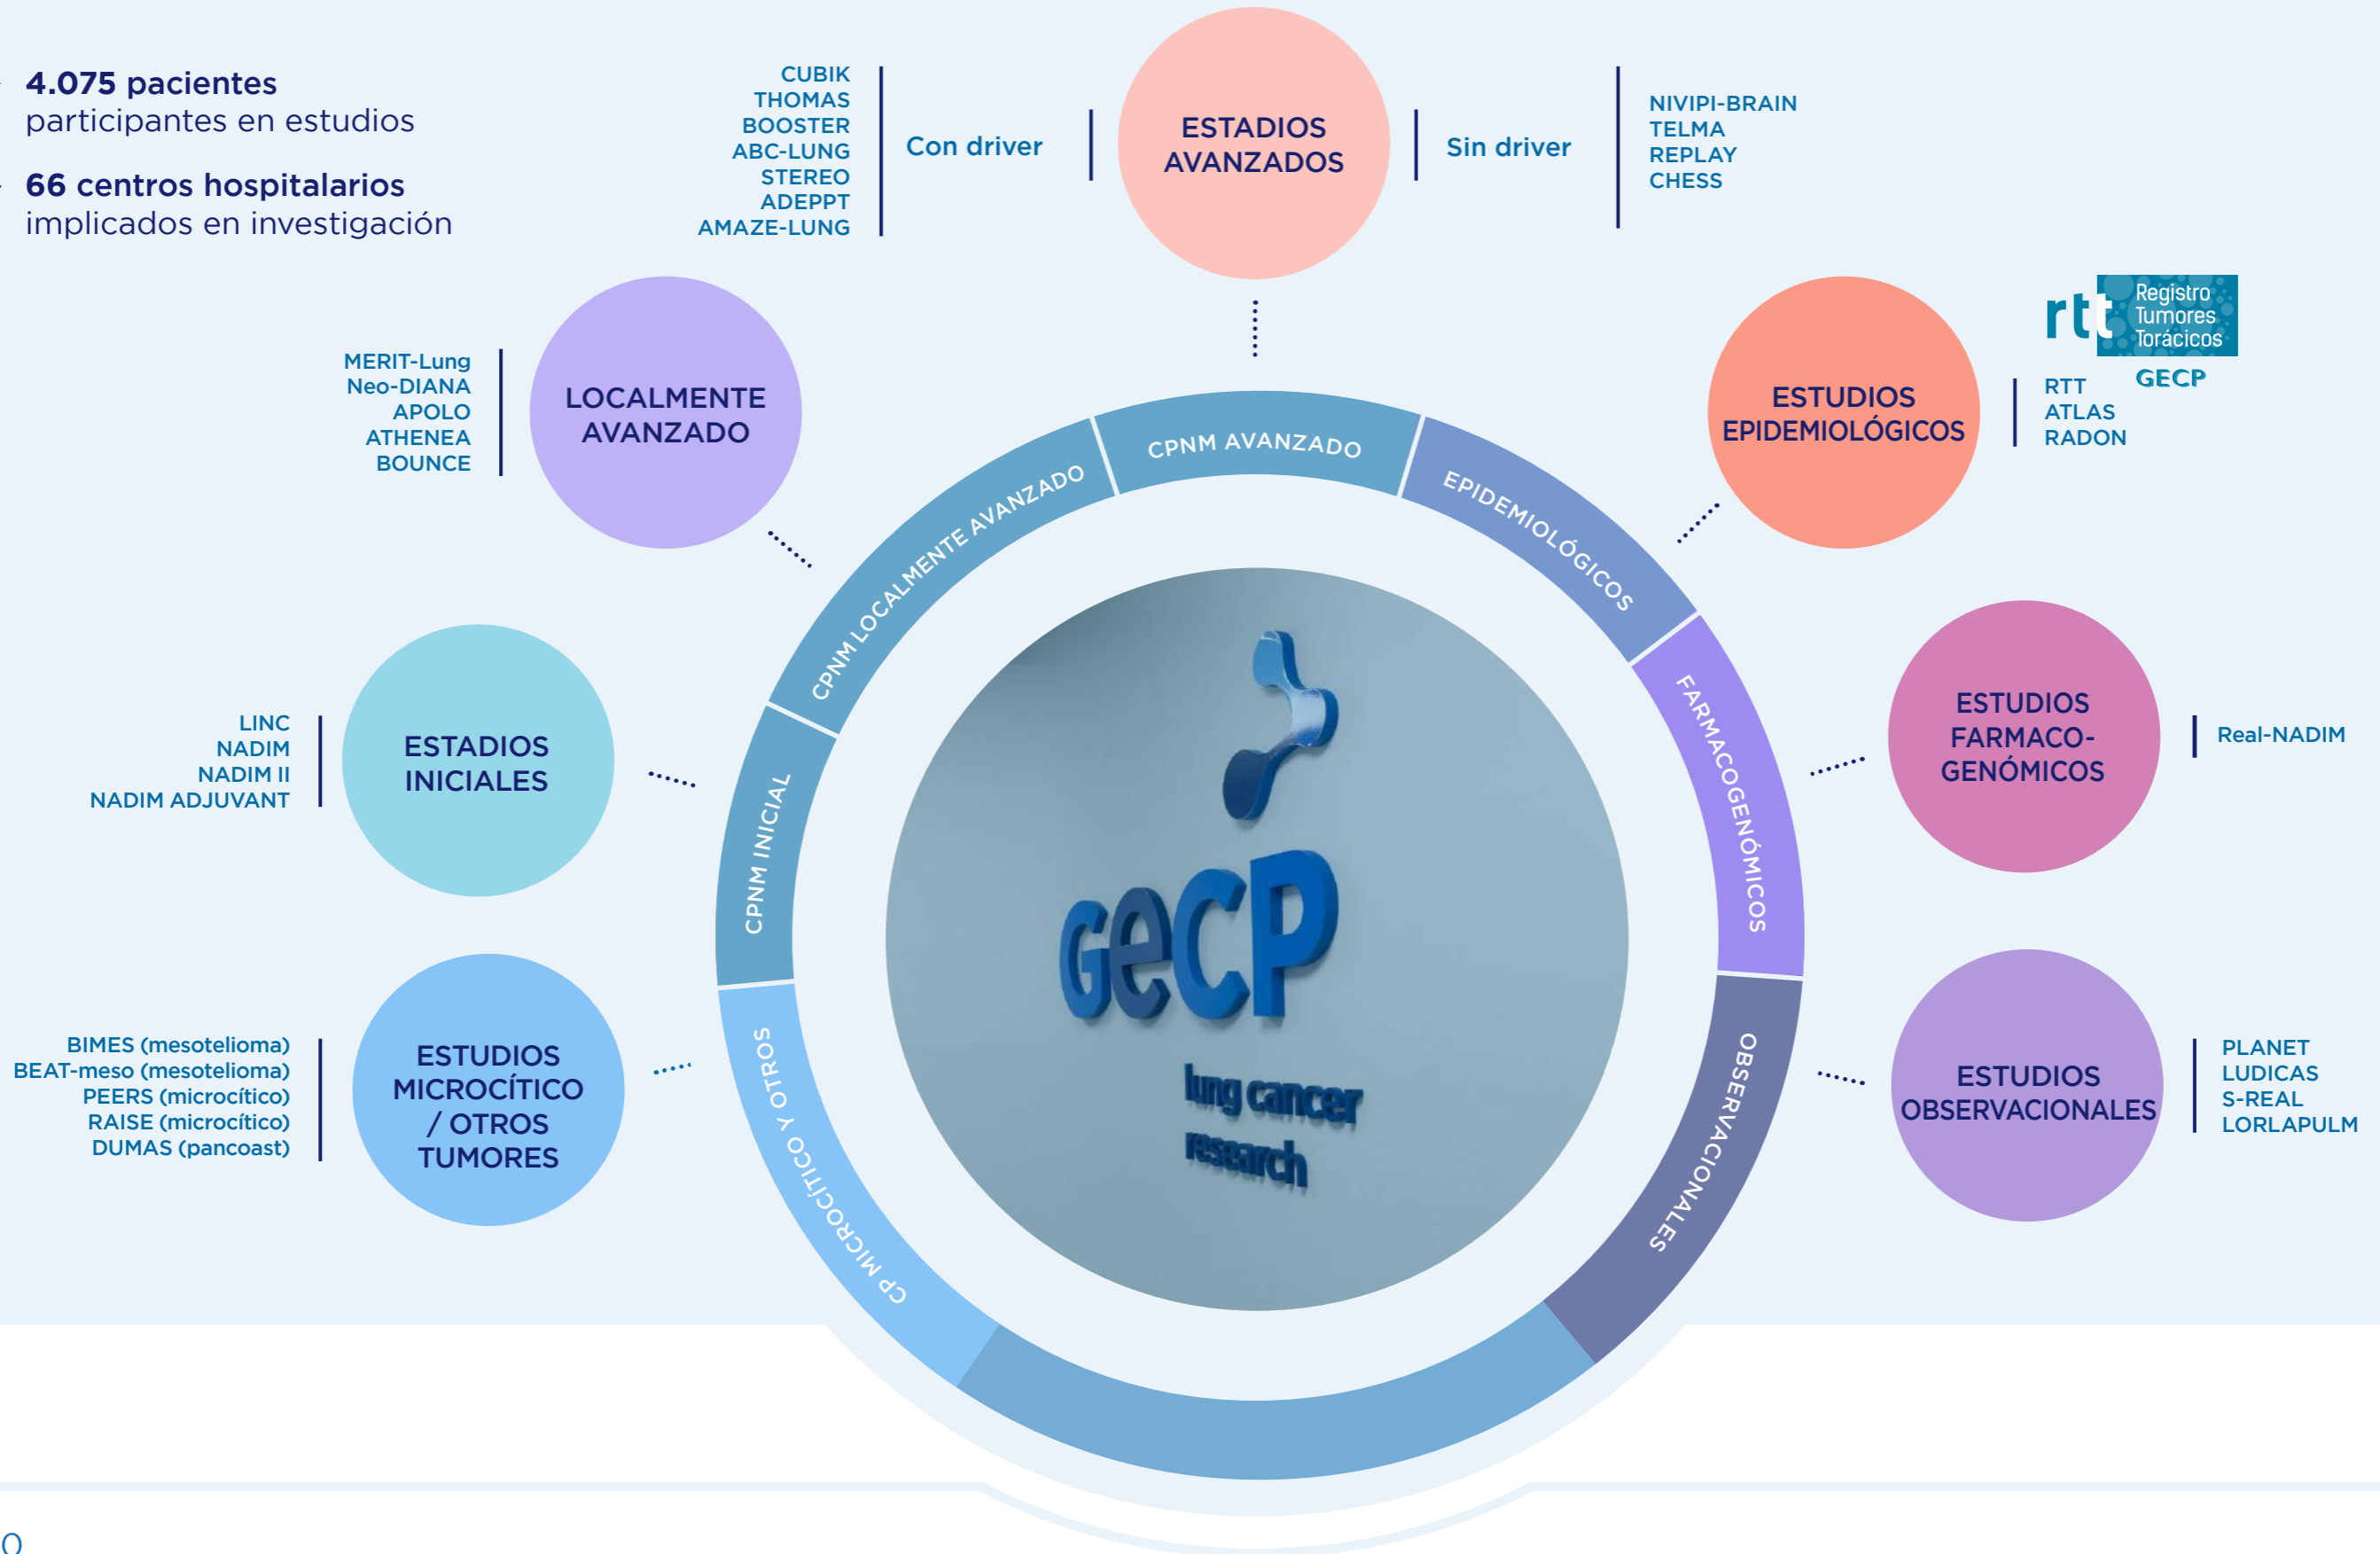 4.075 pacientes
participantes en estudios
66 centros hospitalarios
implicados en investigación
CUBIK
THOMAS
BOOSTER
ABC-LUNG
STEREO
ADEPPT
AMAZE-LUNG
Con driver
ESTADIOS
AVANZADOS
Sin driver
NIVIPI-BRAIN
TELMA
REPLAY
CHESS
MERIT-Lung
Neo-DIANA
APOLO
ATHENEA
BOUNCE
LOCALMENTE
AVANZADO
ESTUDIOS
EPIDEMIOLÓGICOS
rtt
Registro
Tumores
Torácicos
GECP
RTT
ATLAS
RADON
LINC
NADIM
NADIM II
NADIM ADJUVANT
ESTADIOS
INICIALES
ESTUDIOS
FARMACO-
GENÓMICOS
Real-NADIM
BIMES (mesotelioma)
BEAT-meso (mesotelioma)
PEERS (microcítico)
RAISE (microcítico)
DUMAS (pancoast)
ESTUDIOS
MICROCÍTICO
/ OTROS
TUMORES
ESTUDIOS
OBSERVACIONALES
PLANET
LUDICAS
S-REAL
LORLAPULM
CP MICROCÍTICO Y OTROS
CPNM INICIAL
CPNM LOCALMENTE AVANZADO
CPNM AVANZADO
EPIDEMIOLÓGICOS
FARMACOGENÓMICOS
OBSERVACIONALES
GeCP
lung cancer
research
0